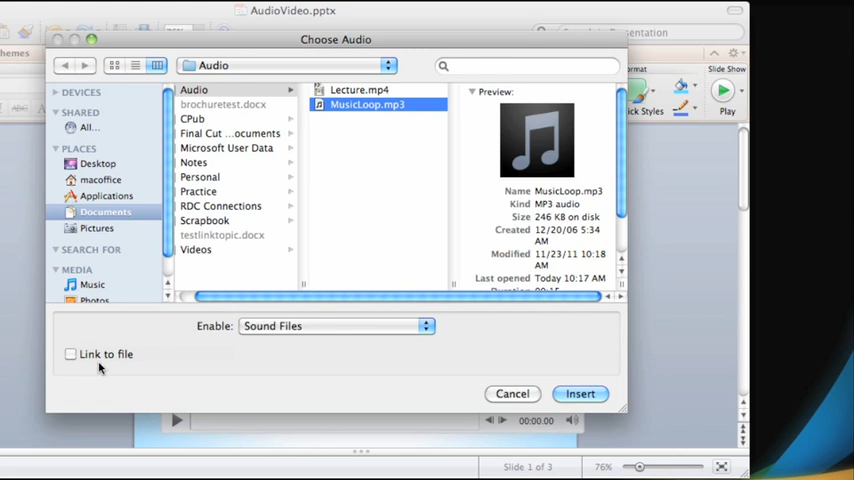 AudioVideo.pptx
Choose Audio
Themes
Audio
DEVICES
SHARED
All...
PLACES
Desktop
macoffice
Applications
Documents
Pictures
SEARCH FOR
MEDIA
Music
Photos
Audio
brochuretest.docx
CPub
Final Cut ...ocuments
Microsoft User Data
Notes
Personal
Practice
RDC Connections
Scrapbook
testlinktopic.docx
Videos
Lecture.mp4
MusicLoop.mp3
Preview:
Name MusicLoop.mp3
Kind MP3 audio
Size 246 KB on disk
Created 12/20/06 5:34
AM
Modified 11/23/11 10:18
AM
Last opened Today 10:17 AM
Enable: Sound Files
Link to file
Cancel
Insert
Slide Show
Play
00:00.00
Slide 1 of 3
76%